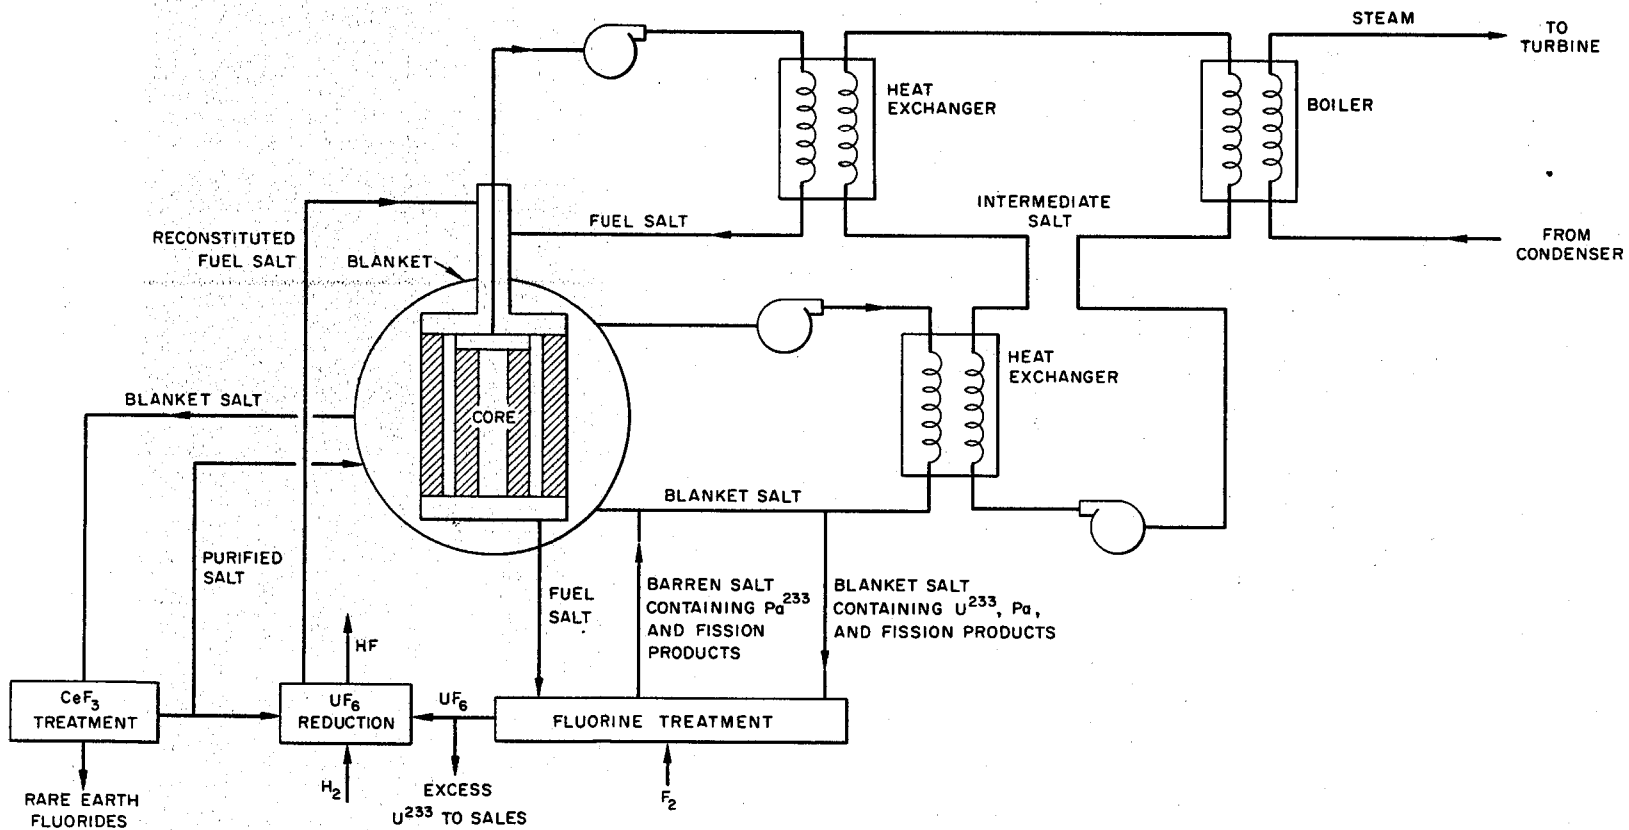 STEAM
TO
TURBINE
HEAT
EXCHANGER
BOILER
INTERMEDIATE
SALT
FUEL SALT
RECONSTITUTED
FUEL SALT
BLANKET
FROM
CONDENSER
HEAT
EXCHANGER
BLANKET SALT
CORE
BLANKET SALT
PURIFIED
SALT
FUEL
SALT
BARREN SALT
CONTAINING Pa²³³
AND FISSION
PRODUCTS
BLANKET SALT
CONTAINING U²³³, Pa,
AND FISSION PRODUCTS
HF
CeF₃
TREATMENT
UF₆
REDUCTION
UF₆
FLUORINE TREATMENT
RARE EARTH
FLUORIDES
H₂
EXCESS
U²³³ TO SALES
F₂